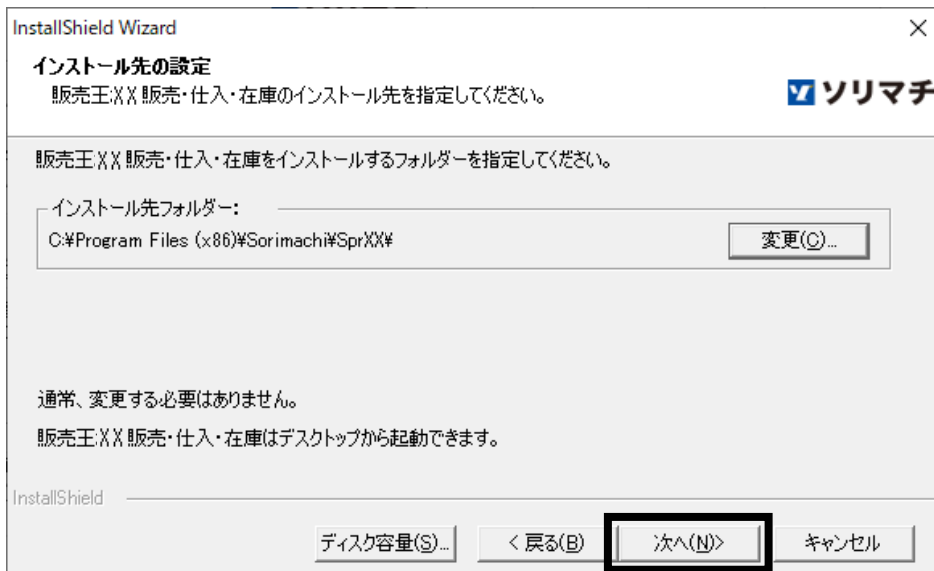 InstallShield Wizard
インストール先の設定
販売王XX 販売・仕入・在庫のインストール先を指定してください。
ソリマチ
販売王XX 販売・仕入・在庫をインストールするフォルダーを指定してください。
インストール先フォルダー:
C:¥Program Files (x86)¥Sorimachi¥SprXX¥
変更(C)...
通常、変更する必要はありません。
販売王XX 販売・仕入・在庫はデスクトップから起動できます。
InstallShield
ディスク容量(S)...
< 戻る(B)
次へ(N)>
キャンセル